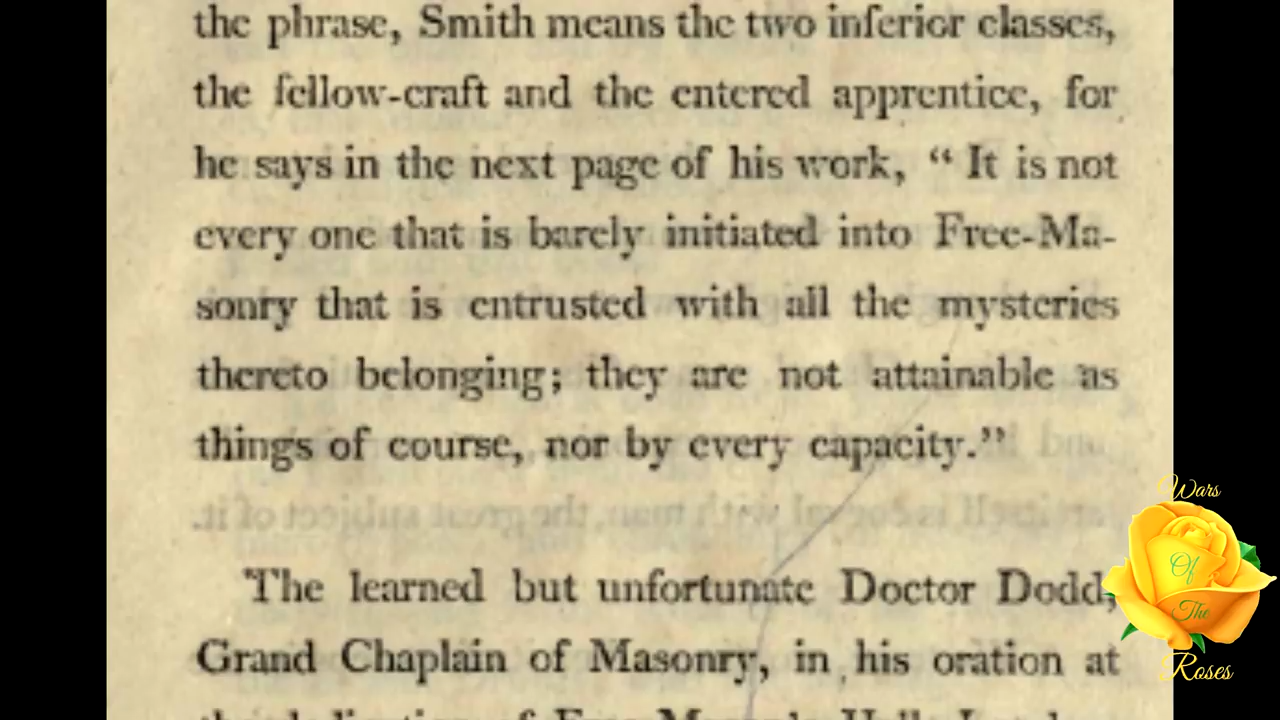 the phrase, Smith means the two inferior classes,
the fellow-craft and the entered apprentice, for
he says in the next page of his work, “ It is not
every one that is barely initiated into Free-Ma-
sonry that is entrusted with all the mysteries
thereto belonging; they are not attainable as
things of course, nor by every capacity.”
The learned but unfortunate Doctor Dodd,
Grand Chaplain of Masonry, in his oration at
Wars
Of
The
Roses